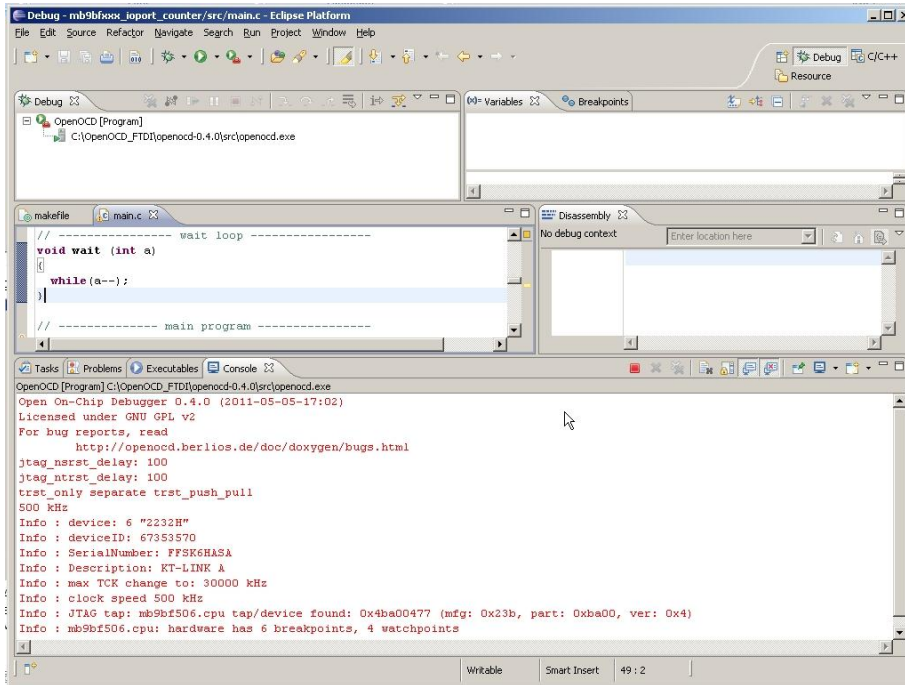 Debug - mb9bfxxx_ioport_counter/src/main.c - Eclipse Platform
File Edit Source Refactor Navigate Search Run Project Window Help
Debug C/C++
Resource
Debug
(x)= Variables Breakpoints
OpenOCD [Program]
C:\OpenOCD_FTDI\openocd-0.4.0\src\openocd.exe
makefile main.c
Disassembly
// ---------------- wait loop -----------------
No debug context Enter location here
void wait (int a)
{
while(a--);
}
// -------------- main program ----------------
Tasks Problems Executables Console
OpenOCD [Program] C:\OpenOCD_FTDI\openocd-0.4.0\src\openocd.exe
Open On-Chip Debugger 0.4.0 (2011-05-05-17:02)
Licensed under GNU GPL v2
For bug reports, read
http://openocd.berlios.de/doc/doxygen/bugs.html
jtag_nsrst_delay: 100
jtag_ntrst_delay: 100
trst_only separate trst_push_pull
500 kHz
Info : device: 6 "2232H"
Info : deviceID: 67353570
Info : SerialNumber: FFSK6HASA
Info : Description: KT-LINK A
Info : max TCK change to: 30000 kHz
Info : clock speed 500 kHz
Info : JTAG tap: mb9bf506.cpu tap/device found: 0x4ba00477 (mfg: 0x23b, part: 0xba00, ver: 0x4)
Info : mb9bf506.cpu: hardware has 6 breakpoints, 4 watchpoints
Writable Smart Insert 49 : 2